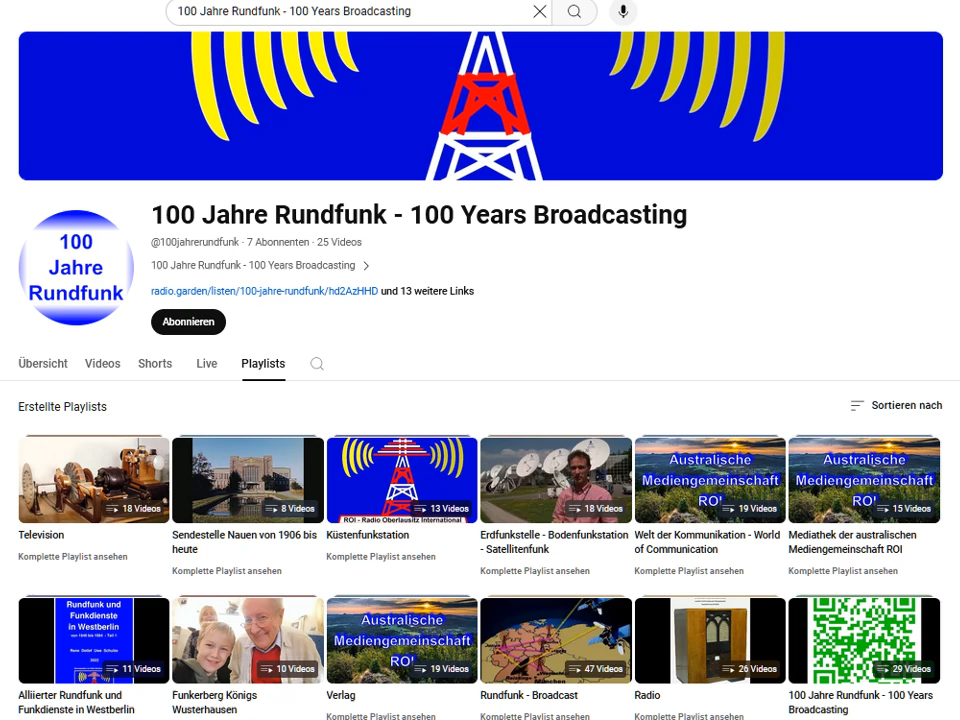 100 Jahre Rundfunk - 100 Years Broadcasting
100 Jahre Rundfunk - 100 Years Broadcasting
100
Jahre
Rundfunk
@100jahrerundfunk · 7 Abonnenten · 25 Videos
100 Jahre Rundfunk - 100 Years Broadcasting
radio.garden/listen/100-jahre-rundfunk/hd2AzHHD und 13 weitere Links
Abonnieren
Übersicht Videos Shorts Live Playlists
Erstellte Playlists
Sortieren nach
18 Videos
Television
Komplette Playlist ansehen
8 Videos
Sendestelle Nauen von 1906 bis
heute
Komplette Playlist ansehen
13 Videos
ROI - Radio Oberlausitz International
Küstenfunkstation
Komplette Playlist ansehen
18 Videos
Erdfunkstelle - Bodenfunkstation
- Satellitenfunk
Komplette Playlist ansehen
Australische
Mediengemeinschaft
ROI
19 Videos
Welt der Kommunikation - World
of Communication
Komplette Playlist ansehen
Australische
Mediengemeinschaft
ROI
15 Videos
Mediathek der australischen
Mediengemeinschaft ROI
Komplette Playlist ansehen
Rundfunk und
Funkdienste
in Westberlin
11 Videos
Alliierter Rundfunk und
Funkdienste in Westberlin
10 Videos
Funkerberg Königs
Wusterhausen
Australische
Mediengemeinschaft
ROI
19 Videos
Verlag
Komplette Playlist ansehen
47 Videos
Rundfunk - Broadcast
Komplette Playlist ansehen
26 Videos
Radio
Komplette Playlist ansehen
29 Videos
100 Jahre Rundfunk - 100 Years
Broadcasting